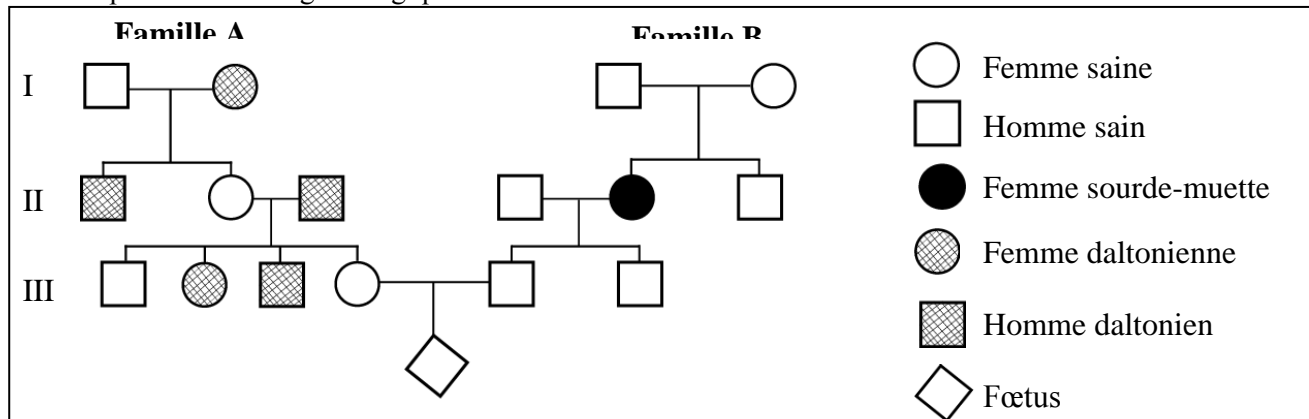 Famille A
Famille B
I
II
III
Femme saine
Homme sain
Femme sourde-muette
Femme daltonienne
Homme daltonien
Fœtus